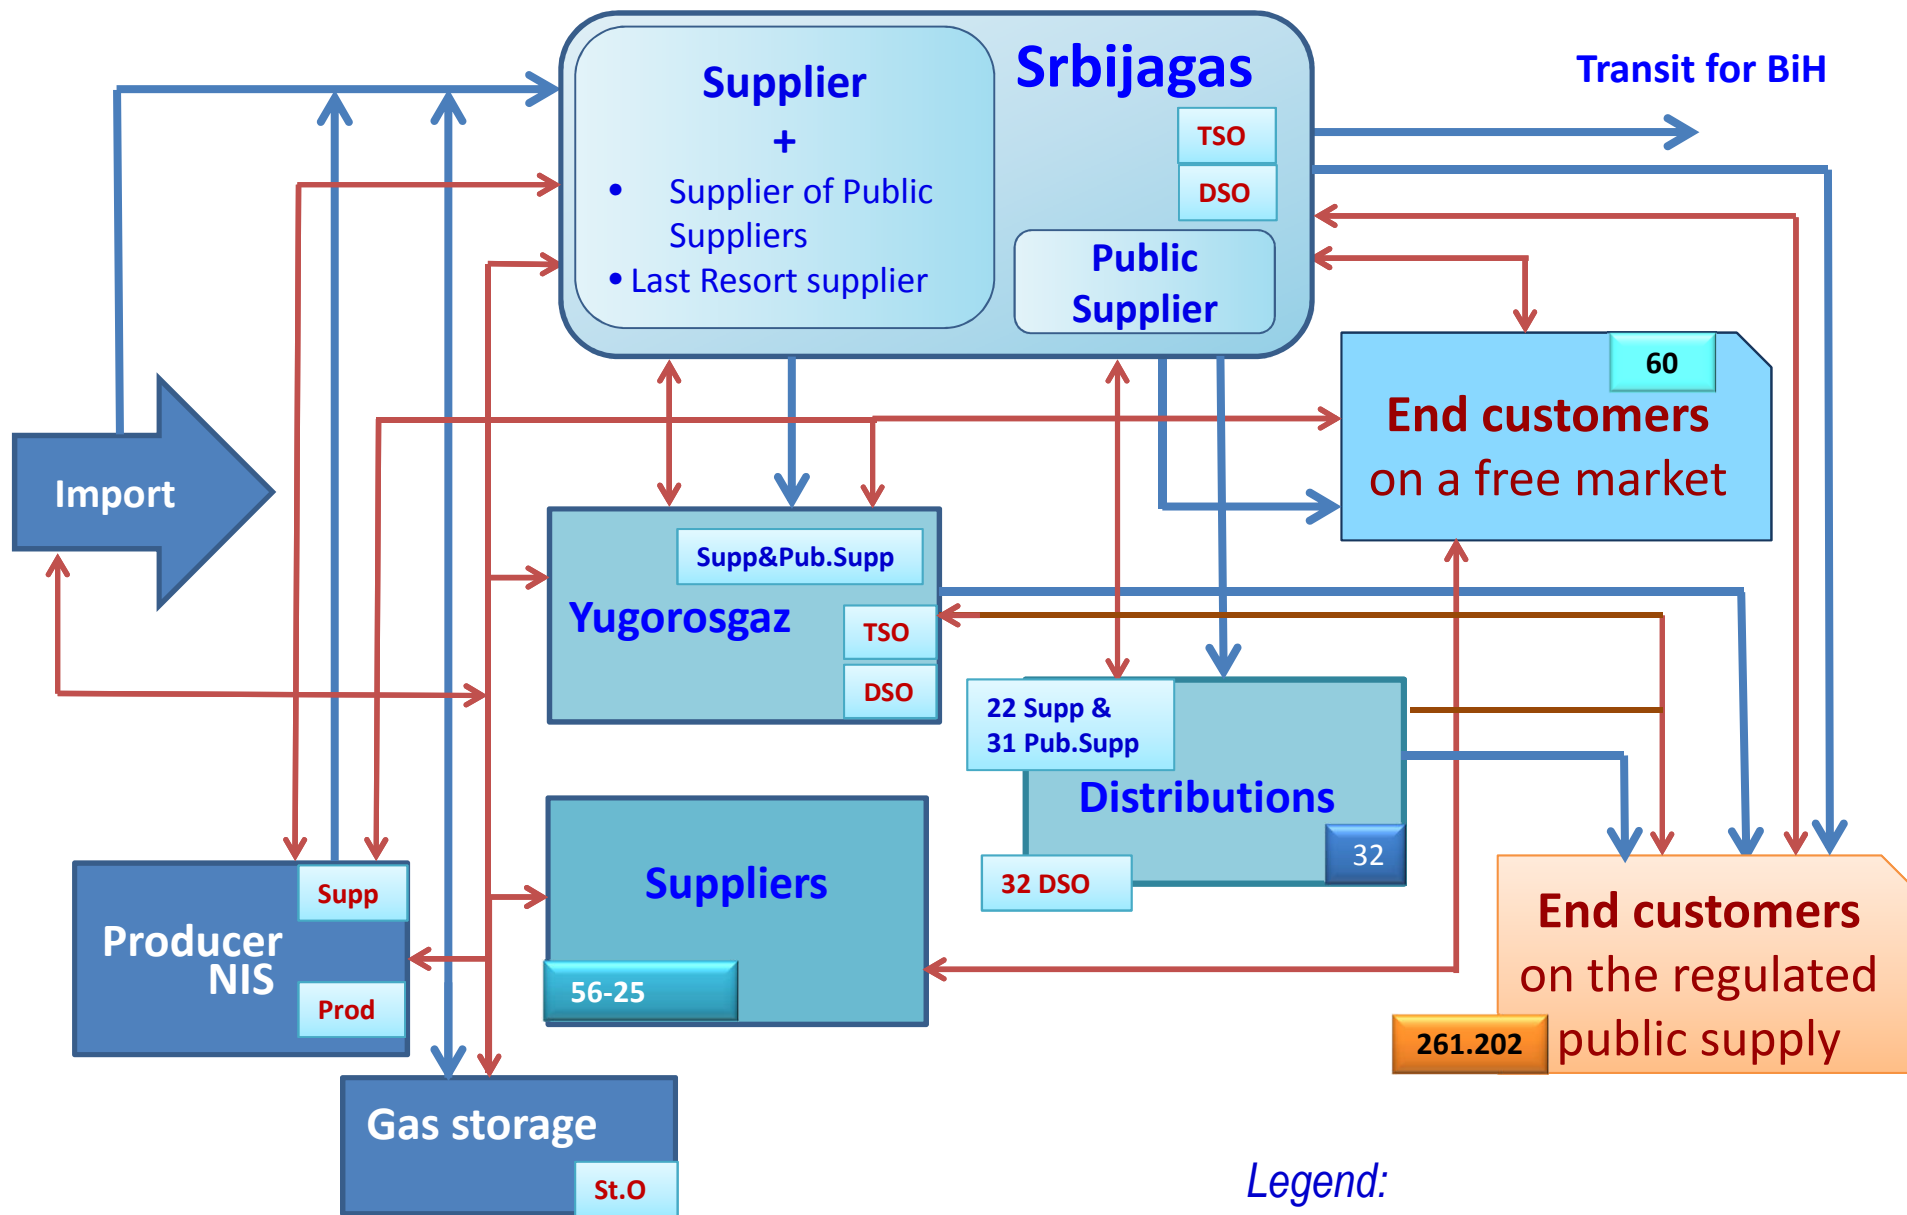 Srbijagas
Supplier
+
• Supplier of Public
Suppliers
• Last Resort supplier
TSO
DSO
Public
Supplier
Transit for BiH
60
End customers
on a free market
Import
Supp&Pub.Supp
Yugorosgaz
TSO
DSO
22 Supp &
31 Pub.Supp
Distributions
32
32 DSO
Suppliers
56-25
Supp
Producer
NIS
Prod
End customers
on the regulated
public supply
261.202
Gas storage
St.O
Legend: